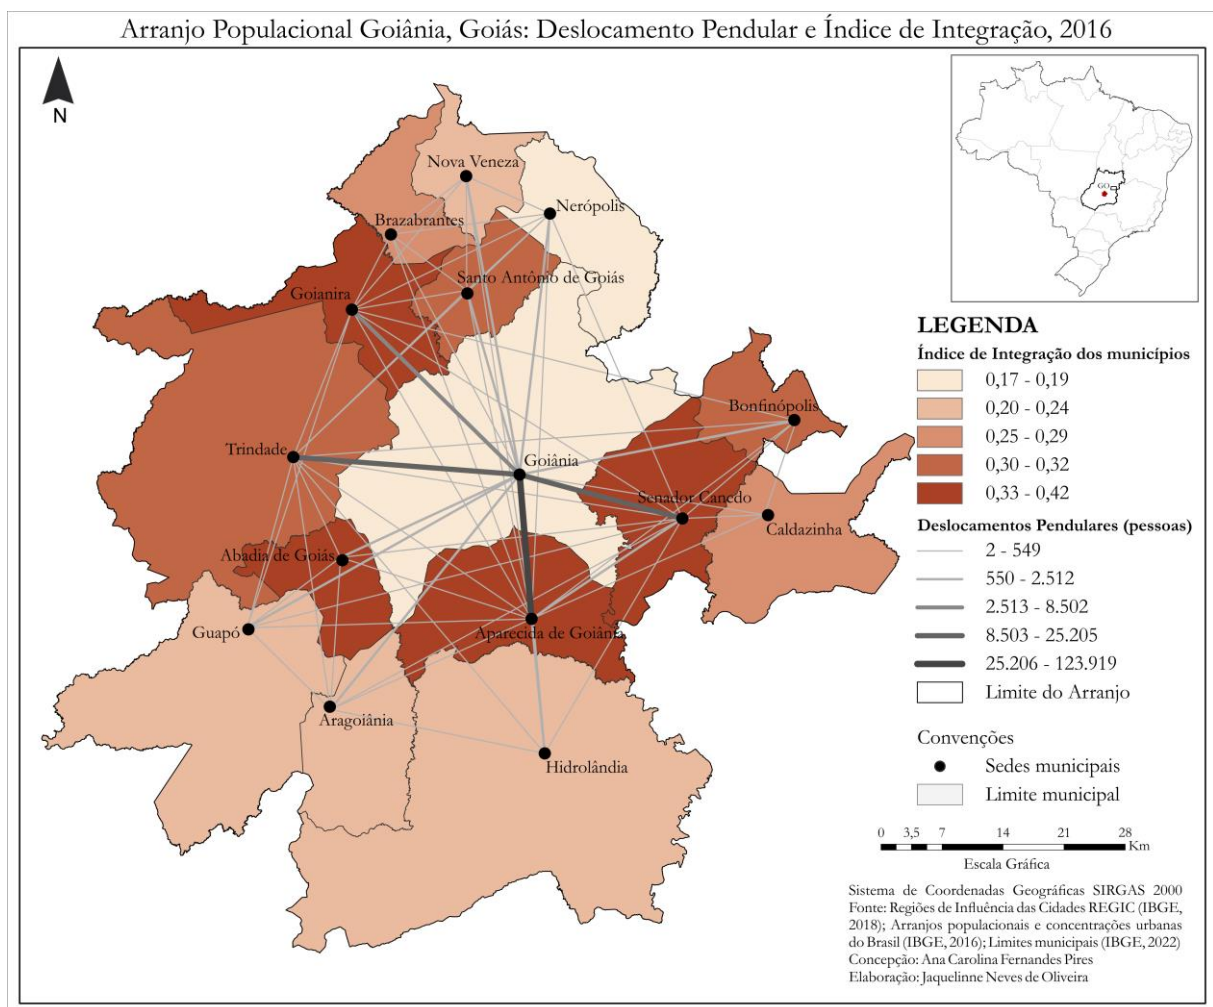 Arranjo Populacional Goiânia, Goiás: Deslocamento Pendular e Índice de Integração, 2016
N
GO
Nova Veneza
Nerópolis
Brazabrantes
Santo Antônio de Goiás
Goianira
Bonfinópolis
Trindade
Goiânia
Senador Canedo
Caldazinha
Abadia de Goiás
Guapó
Aparecida de Goiânia
Aragoiânia
Hidrolândia
LEGENDA
Índice de Integração dos municípios
0,17 - 0,19
0,20 - 0,24
0,25 - 0,29
0,30 - 0,32
0,33 - 0,42
Deslocamentos Pendulares (pessoas)
2 - 549
550 - 2.512
2.513 - 8.502
8.503 - 25.205
25.206 - 123.919
Limite do Arranjo
Convenções
Sedes municipais
Limite municipal
0 3,5 7 14 21 28
Km
Escala Gráfica
Sistema de Coordenadas Geográficas SIRGAS 2000
Fonte: Regiões de Influência das Cidades REGIC (IBGE,
2018); Arranjos populacionais e concentrações urbanas
do Brasil (IBGE, 2016); Limites municipais (IBGE, 2022)
Concepção: Ana Carolina Fernandes Pires
Elaboração: Jaquelinne Neves de Oliveira